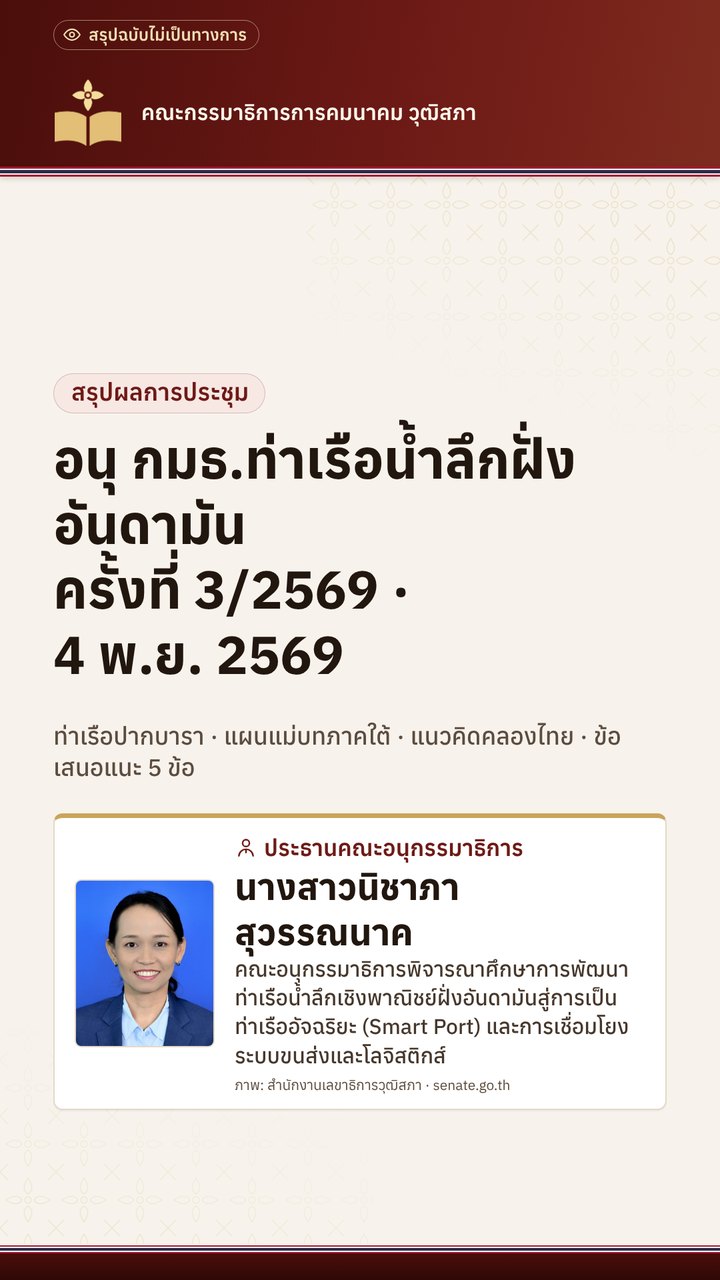 สรุปฉบับไม่เป็นทางการ
คณะกรรมาธิการการคมนาคม วุฒิสภา
สรุปผลการประชุม
อนุ กมธ.ท่าเรือน้ำลึกฝั่ง
อันดามัน
ครั้งที่ 3/2569 ·
4 พ.ย. 2569
ท่าเรือปากบารา · แผนแม่บทภาคใต้ · แนวคิดคลองไทย · ข้อ
เสนอแนะ 5 ข้อ
ประธานคณะอนุกรรมาธิการ
นางสาวนิชาภา
สุวรรณนาค
คณะอนุกรรมาธิการพิจารณาศึกษาการพัฒนา
ท่าเรือน้ำลึกเชิงพาณิชย์ฝั่งอันดามันสู่การเป็น
ท่าเรืออัจฉริยะ (Smart Port) และการเชื่อมโยง
ระบบขนส่งและโลจิสติกส์
ภาพ: สำนักงานเลขาธิการวุฒิสภา · senate.go.th